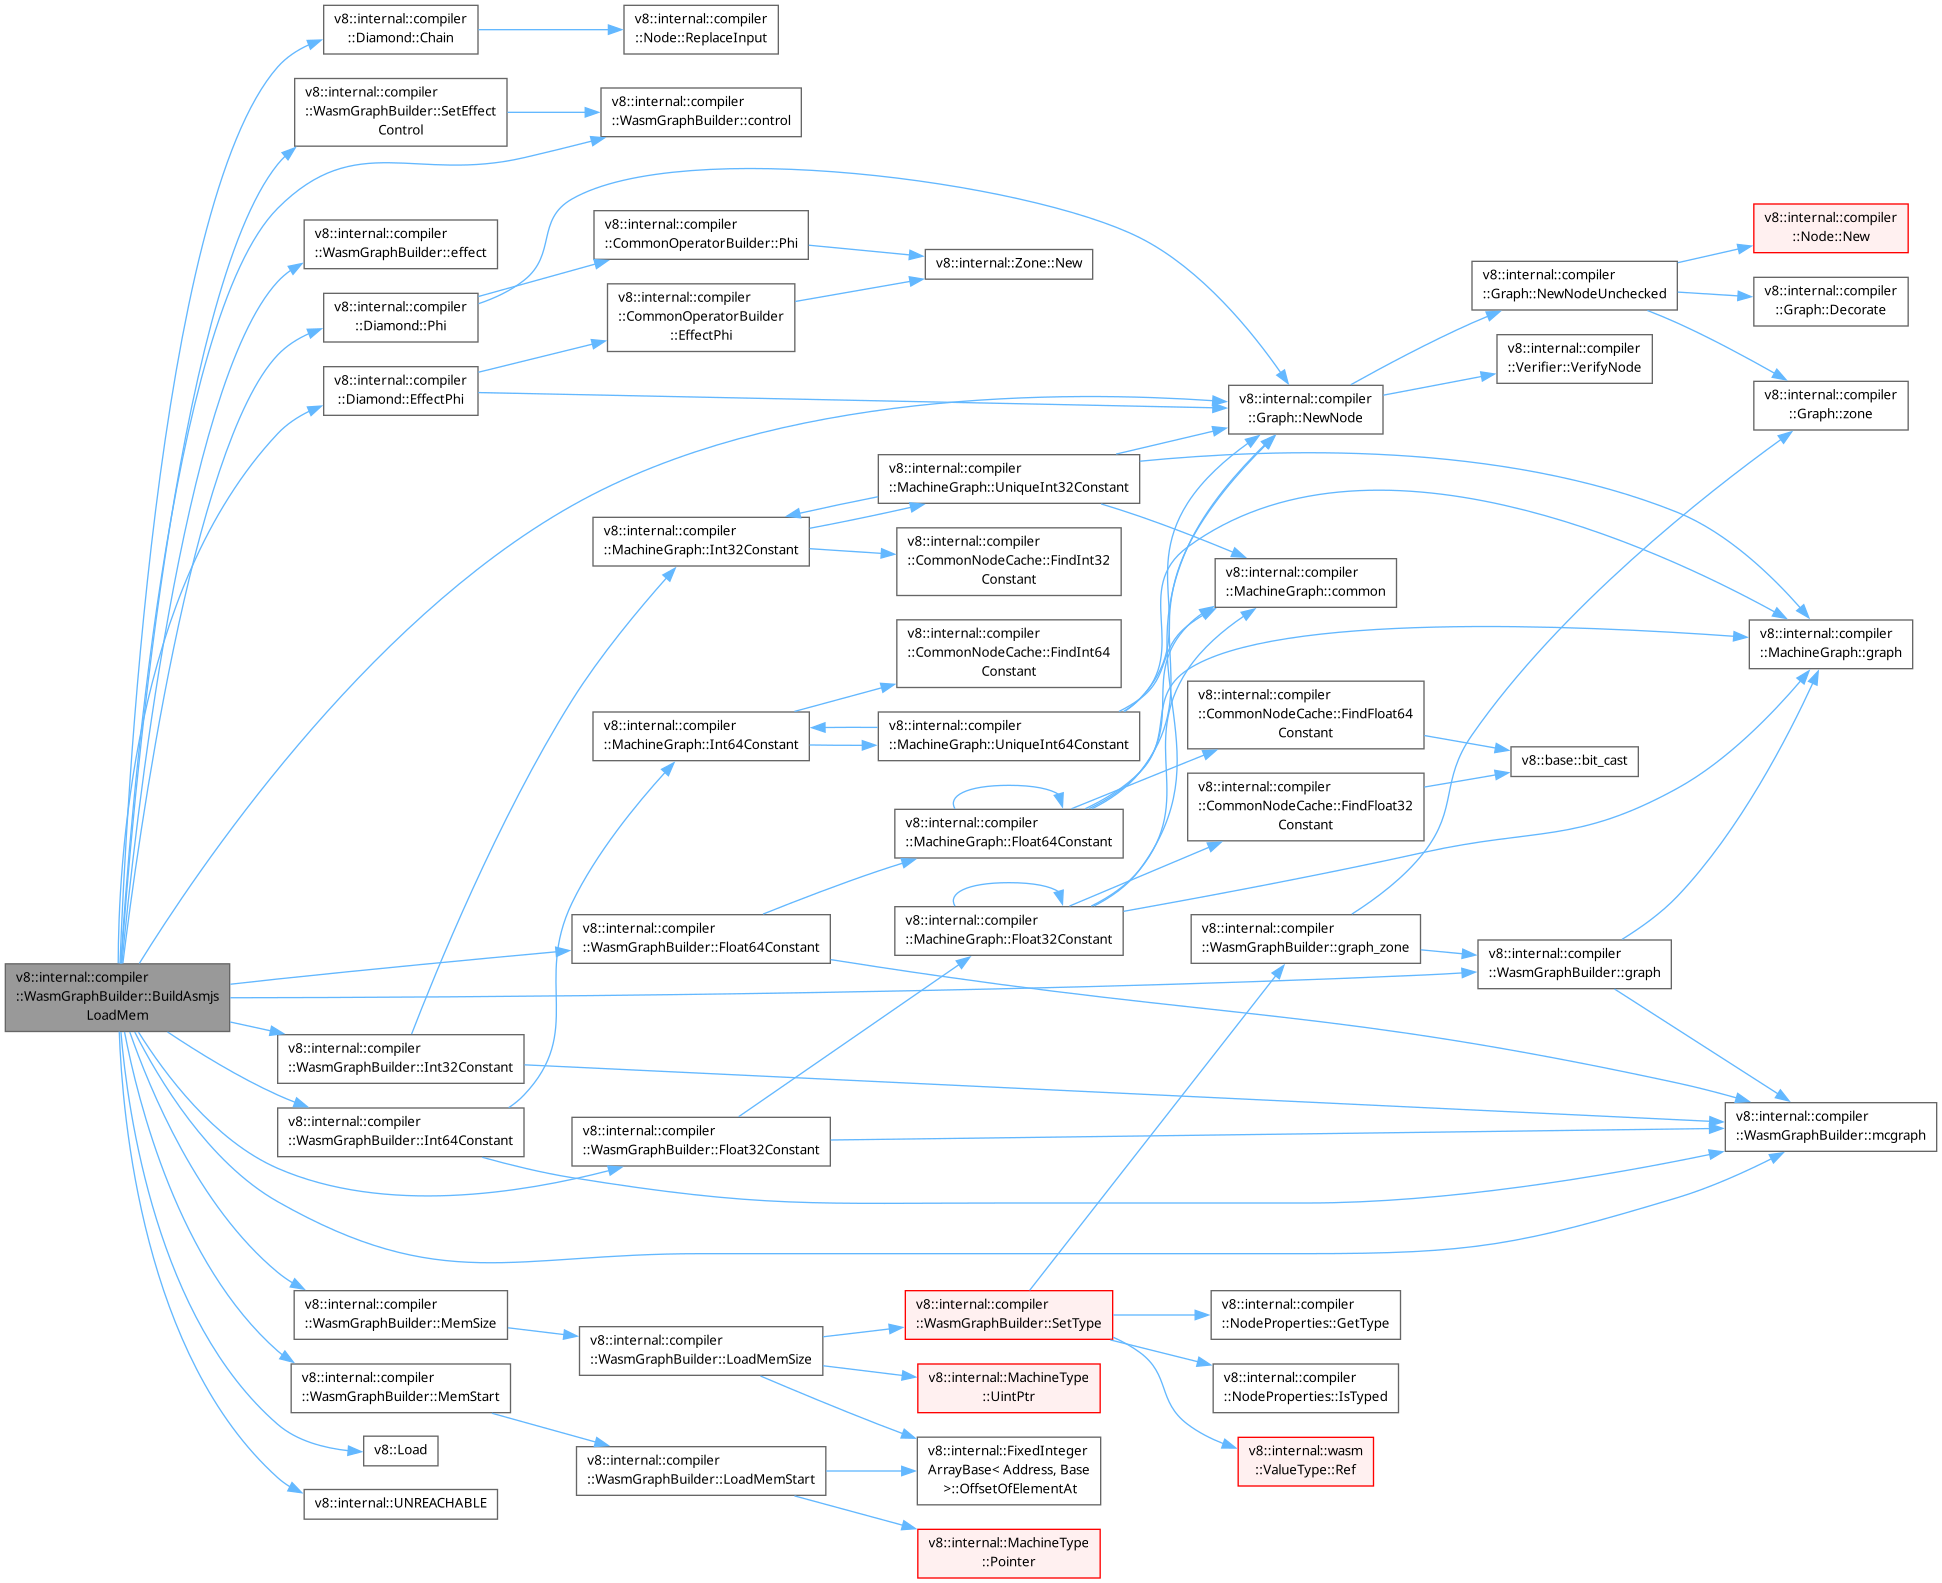 v8::internal::compiler
::Diamond::Chain
v8::internal::compiler
::Node::ReplaceInput
v8::internal::compiler
::WasmGraphBuilder::SetEffect
Control
v8::internal::compiler
::WasmGraphBuilder::control
v8::internal::compiler
::WasmGraphBuilder::effect
v8::internal::compiler
::CommonOperatorBuilder::Phi
v8::internal::Zone::New
v8::internal::compiler
::Node::New
v8::internal::compiler
::Graph::NewNodeUnchecked
v8::internal::compiler
::Graph::Decorate
v8::internal::compiler
::Diamond::Phi
v8::internal::compiler
::CommonOperatorBuilder
::EffectPhi
v8::internal::compiler
::Verifier::VerifyNode
v8::internal::compiler
::Diamond::EffectPhi
v8::internal::compiler
::Graph::NewNode
v8::internal::compiler
::Graph::zone
v8::internal::compiler
::MachineGraph::UniqueInt32Constant
v8::internal::compiler
::MachineGraph::Int32Constant
v8::internal::compiler
::CommonNodeCache::FindInt32
Constant
v8::internal::compiler
::MachineGraph::common
v8::internal::compiler
::CommonNodeCache::FindInt64
Constant
v8::internal::compiler
::MachineGraph::graph
v8::internal::compiler
::MachineGraph::Int64Constant
v8::internal::compiler
::MachineGraph::UniqueInt64Constant
v8::internal::compiler
::CommonNodeCache::FindFloat64
Constant
v8::base::bit_cast
v8::internal::compiler
::CommonNodeCache::FindFloat32
Constant
v8::internal::compiler
::MachineGraph::Float64Constant
v8::internal::compiler
::MachineGraph::Float32Constant
v8::internal::compiler
::WasmGraphBuilder::Float64Constant
v8::internal::compiler
::WasmGraphBuilder::graph_zone
v8::internal::compiler
::WasmGraphBuilder::graph
v8::internal::compiler
::WasmGraphBuilder::BuildAsmjs
LoadMem
v8::internal::compiler
::WasmGraphBuilder::Int32Constant
v8::internal::compiler
::WasmGraphBuilder::Int64Constant
v8::internal::compiler
::WasmGraphBuilder::Float32Constant
v8::internal::compiler
::WasmGraphBuilder::mcgraph
v8::internal::compiler
::WasmGraphBuilder::MemSize
v8::internal::compiler
::WasmGraphBuilder::LoadMemSize
v8::internal::compiler
::WasmGraphBuilder::SetType
v8::internal::compiler
::NodeProperties::GetType
v8::internal::compiler
::WasmGraphBuilder::MemStart
v8::internal::MachineType
::UintPtr
v8::internal::compiler
::NodeProperties::IsTyped
v8::Load
v8::internal::compiler
::WasmGraphBuilder::LoadMemStart
v8::internal::FixedInteger
ArrayBase< Address, Base
>::OffsetOfElementAt
v8::internal::wasm
::ValueType::Ref
v8::internal::UNREACHABLE
v8::internal::MachineType
::Pointer